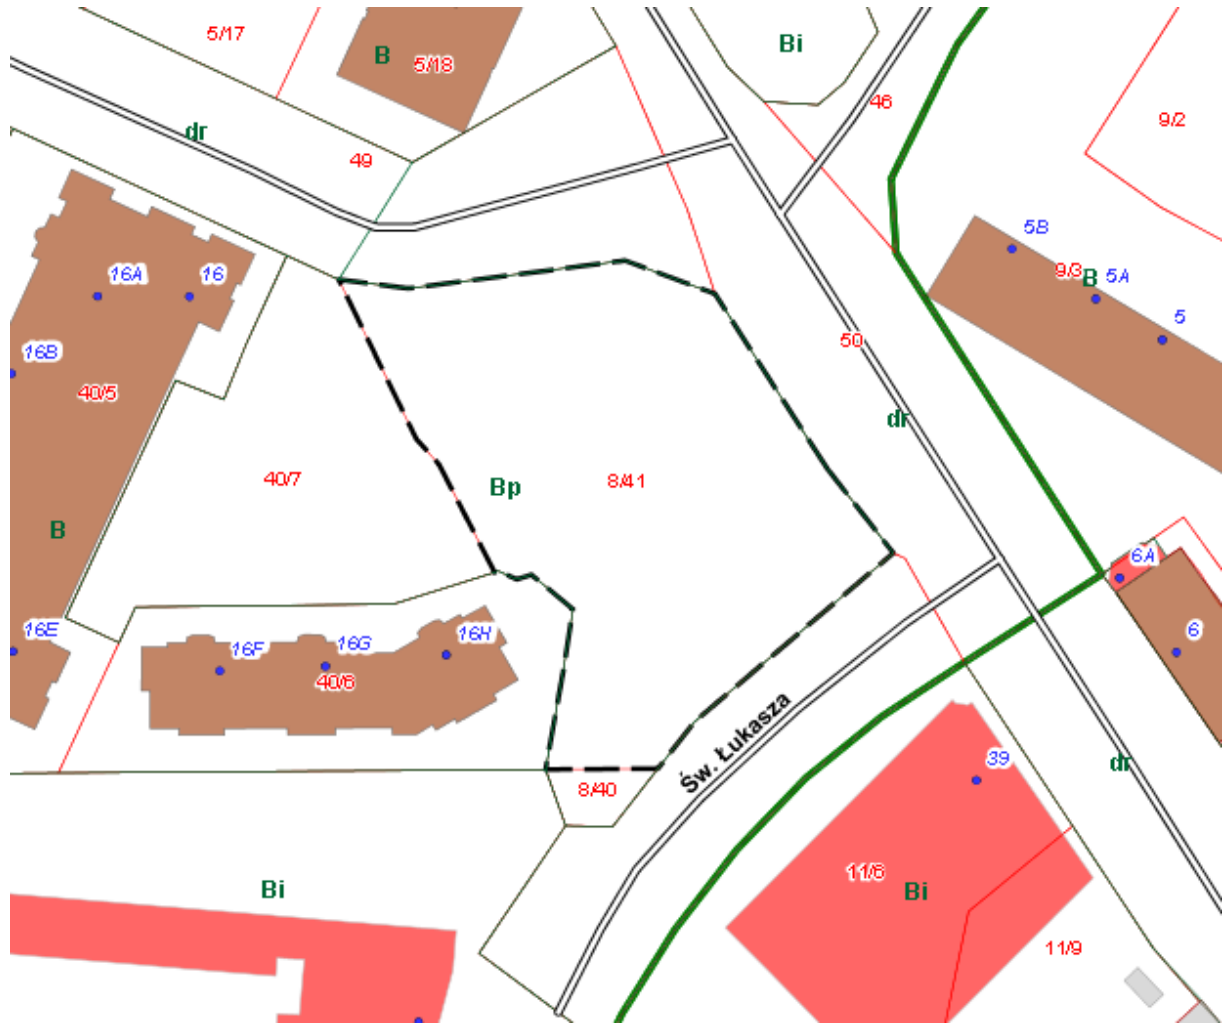 5/17
B
5/18
Bi
46
9/2
dr
49
5B
9/3
B
5A
16A
16
5
16B
50
40/5
dr
40/7
Bp
8/41
B
6A
16E
16F
16G
16H
6
40/6
Św. Łukasza
39
dr
8/40
11/6
Bi
Bi
11/9